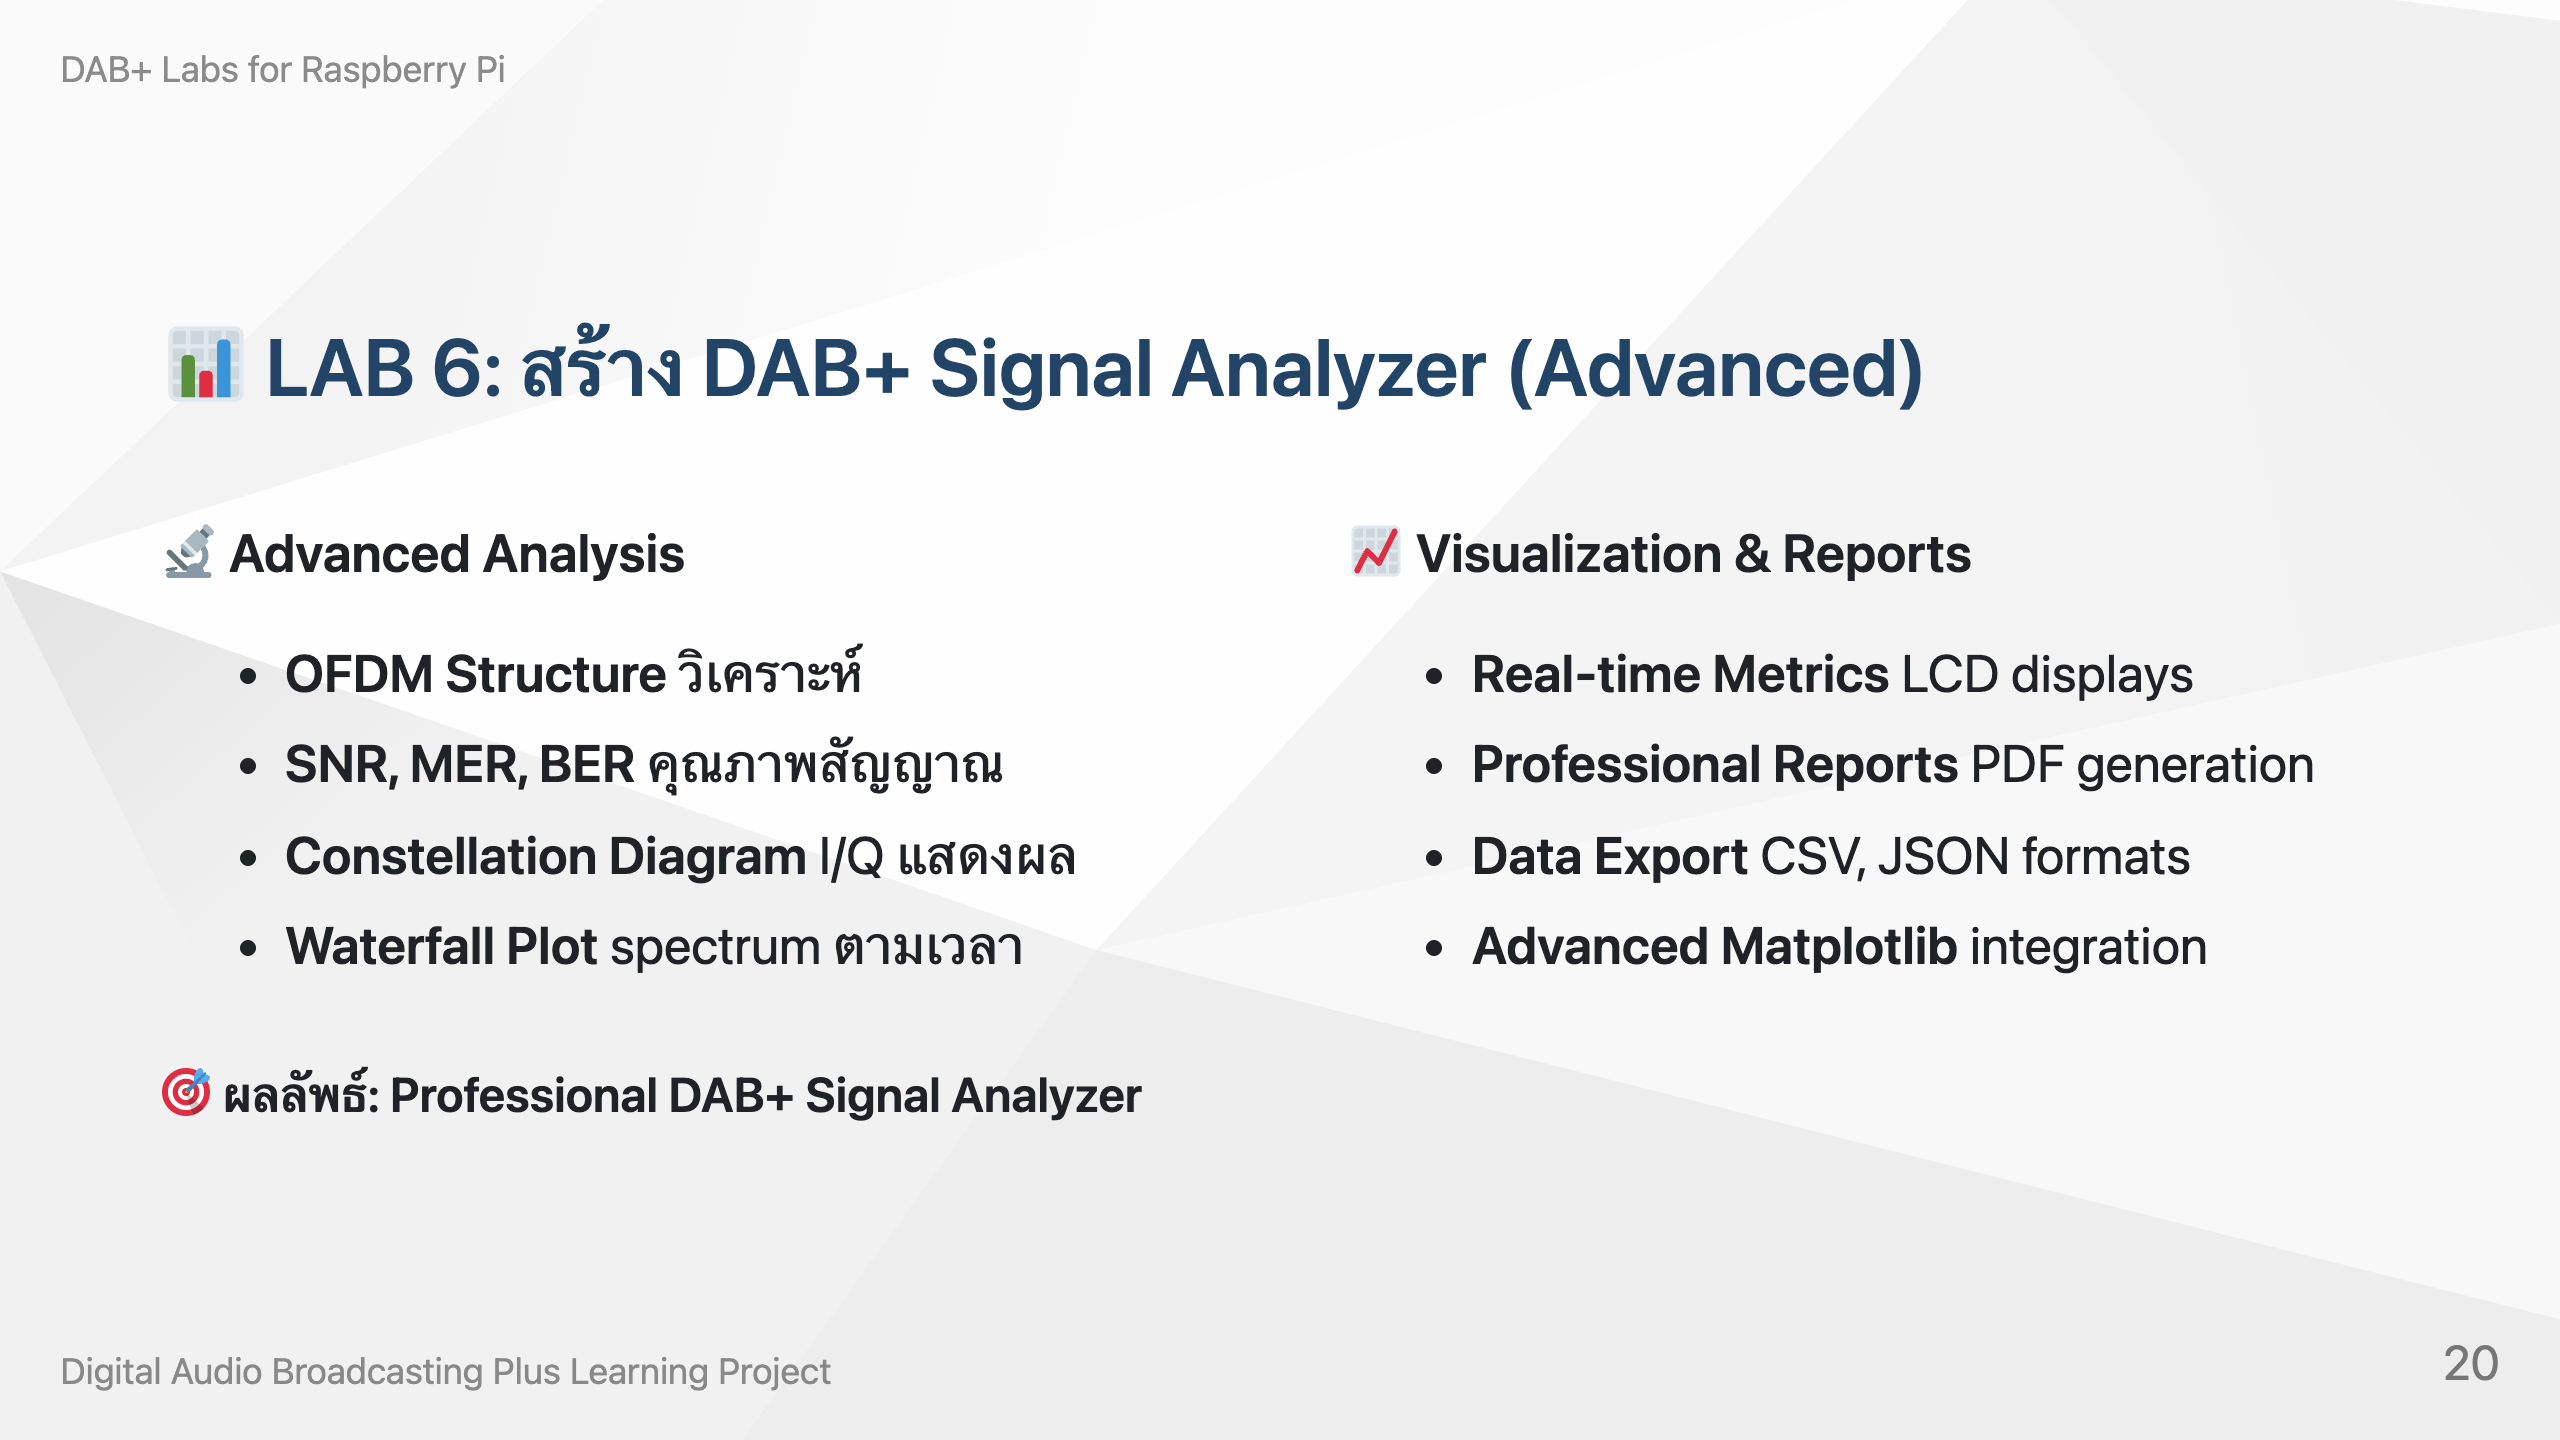 DAB+ Labs for Raspberry Pi
LAB 6: สร้าง DAB+ Signal Analyzer (Advanced)
Advanced Analysis
• OFDM Structure วิเคราะห์
• SNR, MER, BER คุณภาพสัญญาณ
• Constellation Diagram I/Q แสดงผล
• Waterfall Plot spectrum ตามเวลา
Visualization & Reports
• Real-time Metrics LCD displays
• Professional Reports PDF generation
• Data Export CSV, JSON formats
• Advanced Matplotlib integration
ผลลัพธ์: Professional DAB+ Signal Analyzer
Digital Audio Broadcasting Plus Learning Project
20